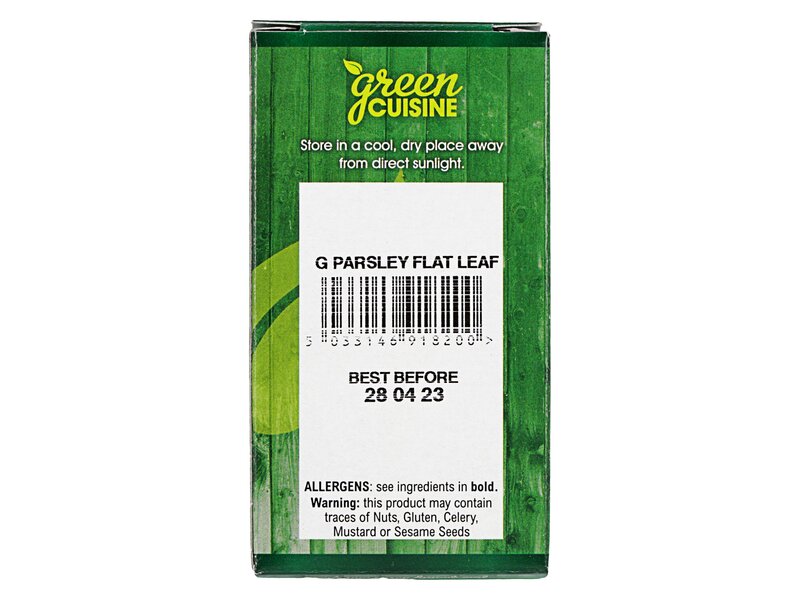 green
CUISINE
Store in a cool, dry place away
from direct sunlight.
G PARSLEY FLAT LEAF
5 033146 918200 >
BEST BEFORE
28 04 23
ALLERGENS: see ingredients in bold.
Warning: this product may contain
traces of Nuts, Gluten, Celery,
Mustard or Sesame Seeds